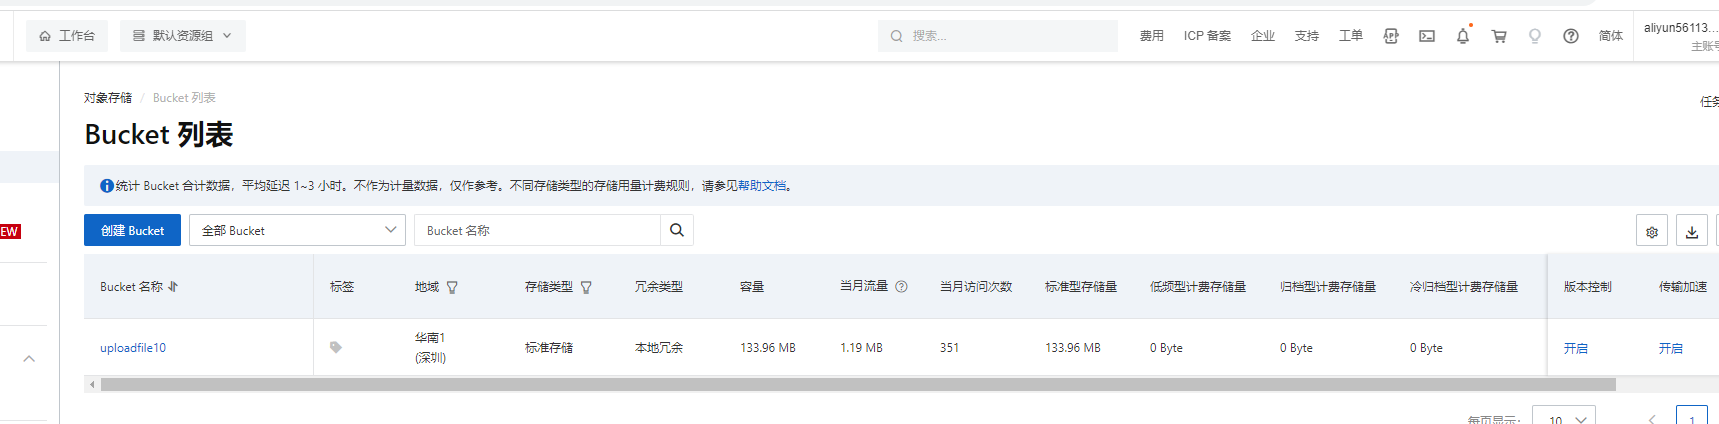 工作台 默认资源组 搜索... 费用 ICP 备案 企业 支持 工单 简体 aliyun56113...
主账号
对象存储 / Bucket 列表
任务
Bucket 列表
统计 Bucket 合计数据，平均延迟 1~3 小时。不作为计量数据，仅作参考。不同存储类型的存储用量计费规则，请参见帮助文档。
EW
创建 Bucket 全部 Bucket Bucket 名称
Bucket 名称 标签 地域 存储类型 冗余类型 容量 当月流量 当月访问次数 标准型存储量 低频型计费存储量 归档型计费存储量 冷归档型计费存储量 版本控制 传输加速
uploadfile10 华南1 (深圳) 标准存储 本地冗余 133.96 MB 1.19 MB 351 133.96 MB 0 Byte 0 Byte 0 Byte 开启 开启
每页显示： 10 1